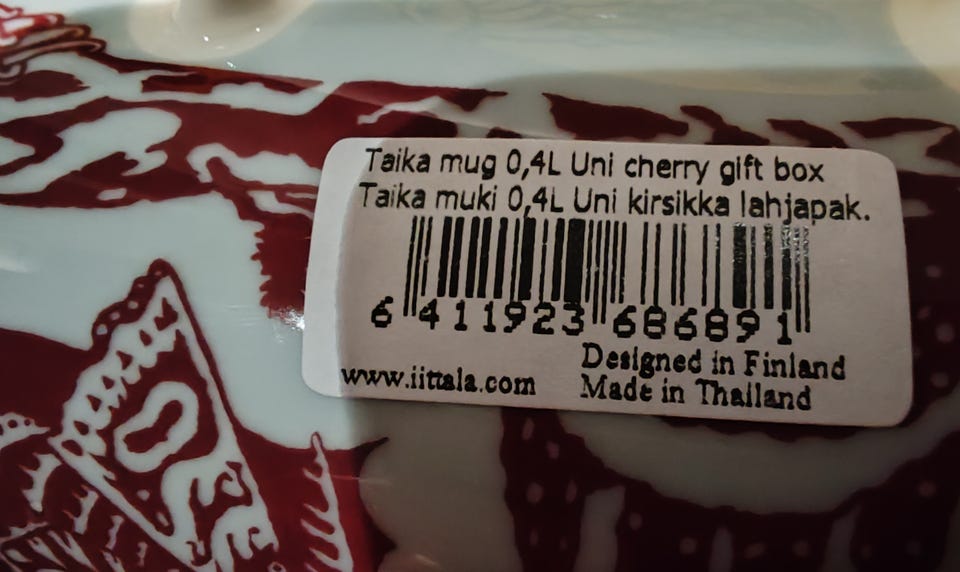 Taika mug 0,4L Uni cherry gift box
Taika muki 0,4L Uni kirsikka lahjapak.
6 411923 686891
Designed in Finland
www.iittala.com Made in Thailand